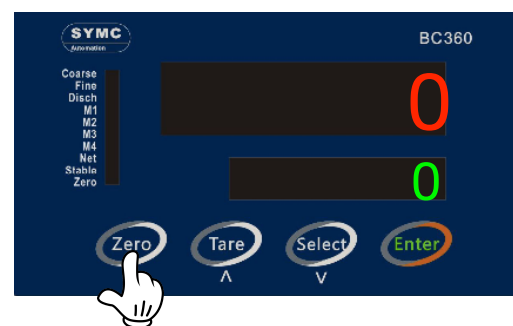 SYMC
Automation
BC360
Coarse
Fine
Disch
M1
M2
M3
M4
Net
Stable
Zero
0
0
Zero
Tare
Select
Enter